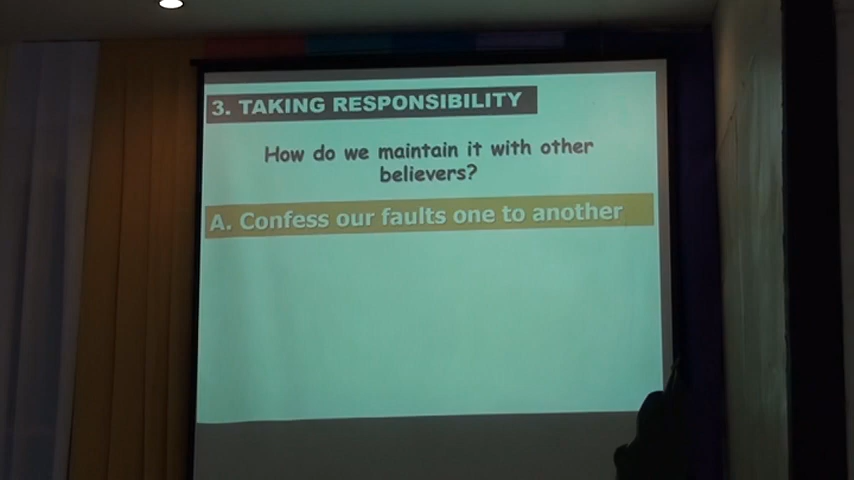 3. TAKING RESPONSIBILITY
How do we maintain it with other
believers?
A. Confess our faults one to another